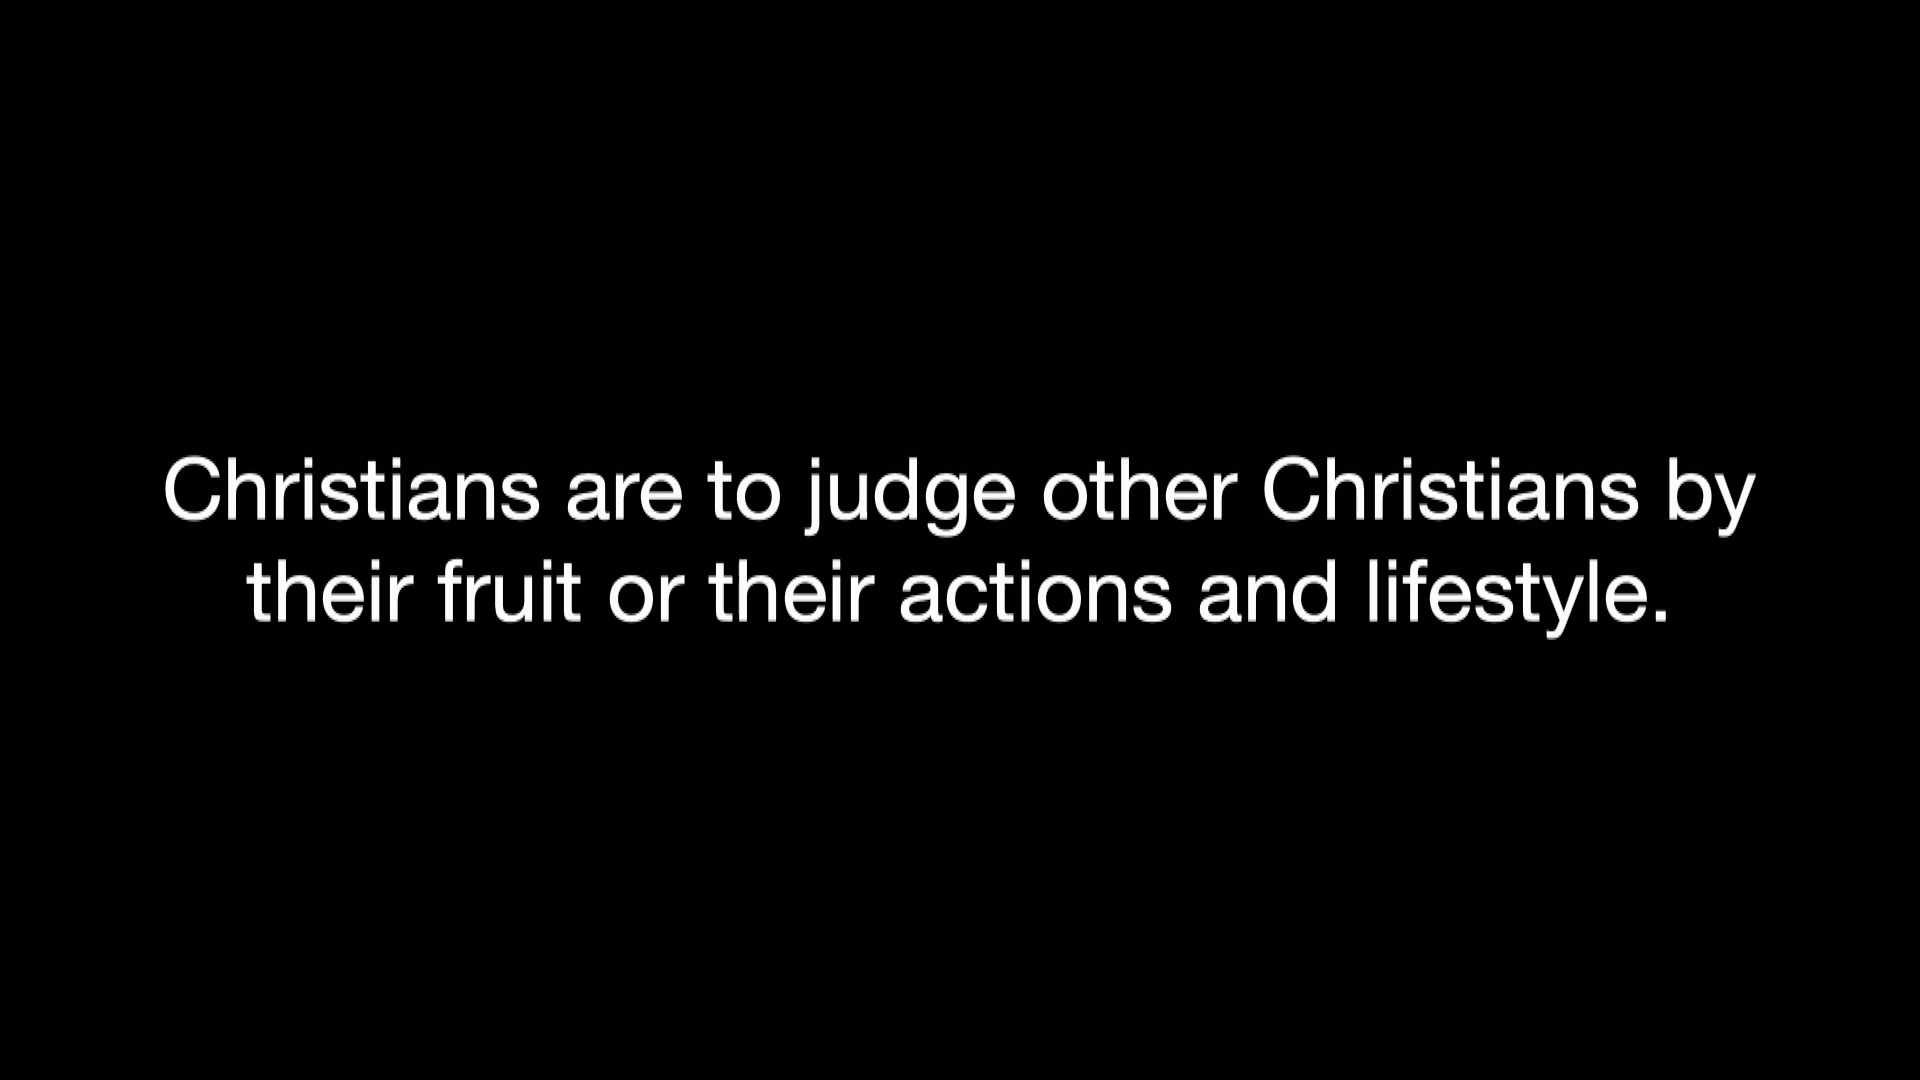 Christians are to judge other Christians by
their fruit or their actions and lifestyle.